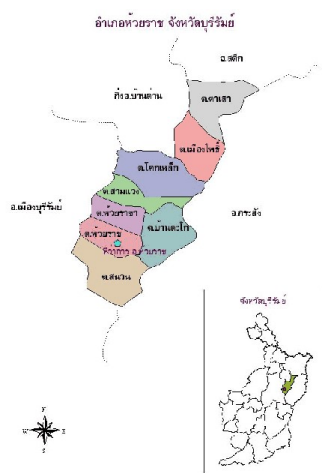 อำเภอห้วยราช จังหวัดบุรีรัมย์
อ.สตึก
กิ่งอ.บ้านด่าน
ต.ตาเสา
ต.เมืองโพธิ์
ต.โคกเหล็ก
ต.สามแวง
อ.เมืองบุรีรัมย์
ต.ห้วยราชา
อ.กระสัง
ต.บ้านตะโก
ต.ห้วยราช
ที่ว่าการ อ.ห้วยราช
ต.สนวน
จังหวัดบุรีรัมย์